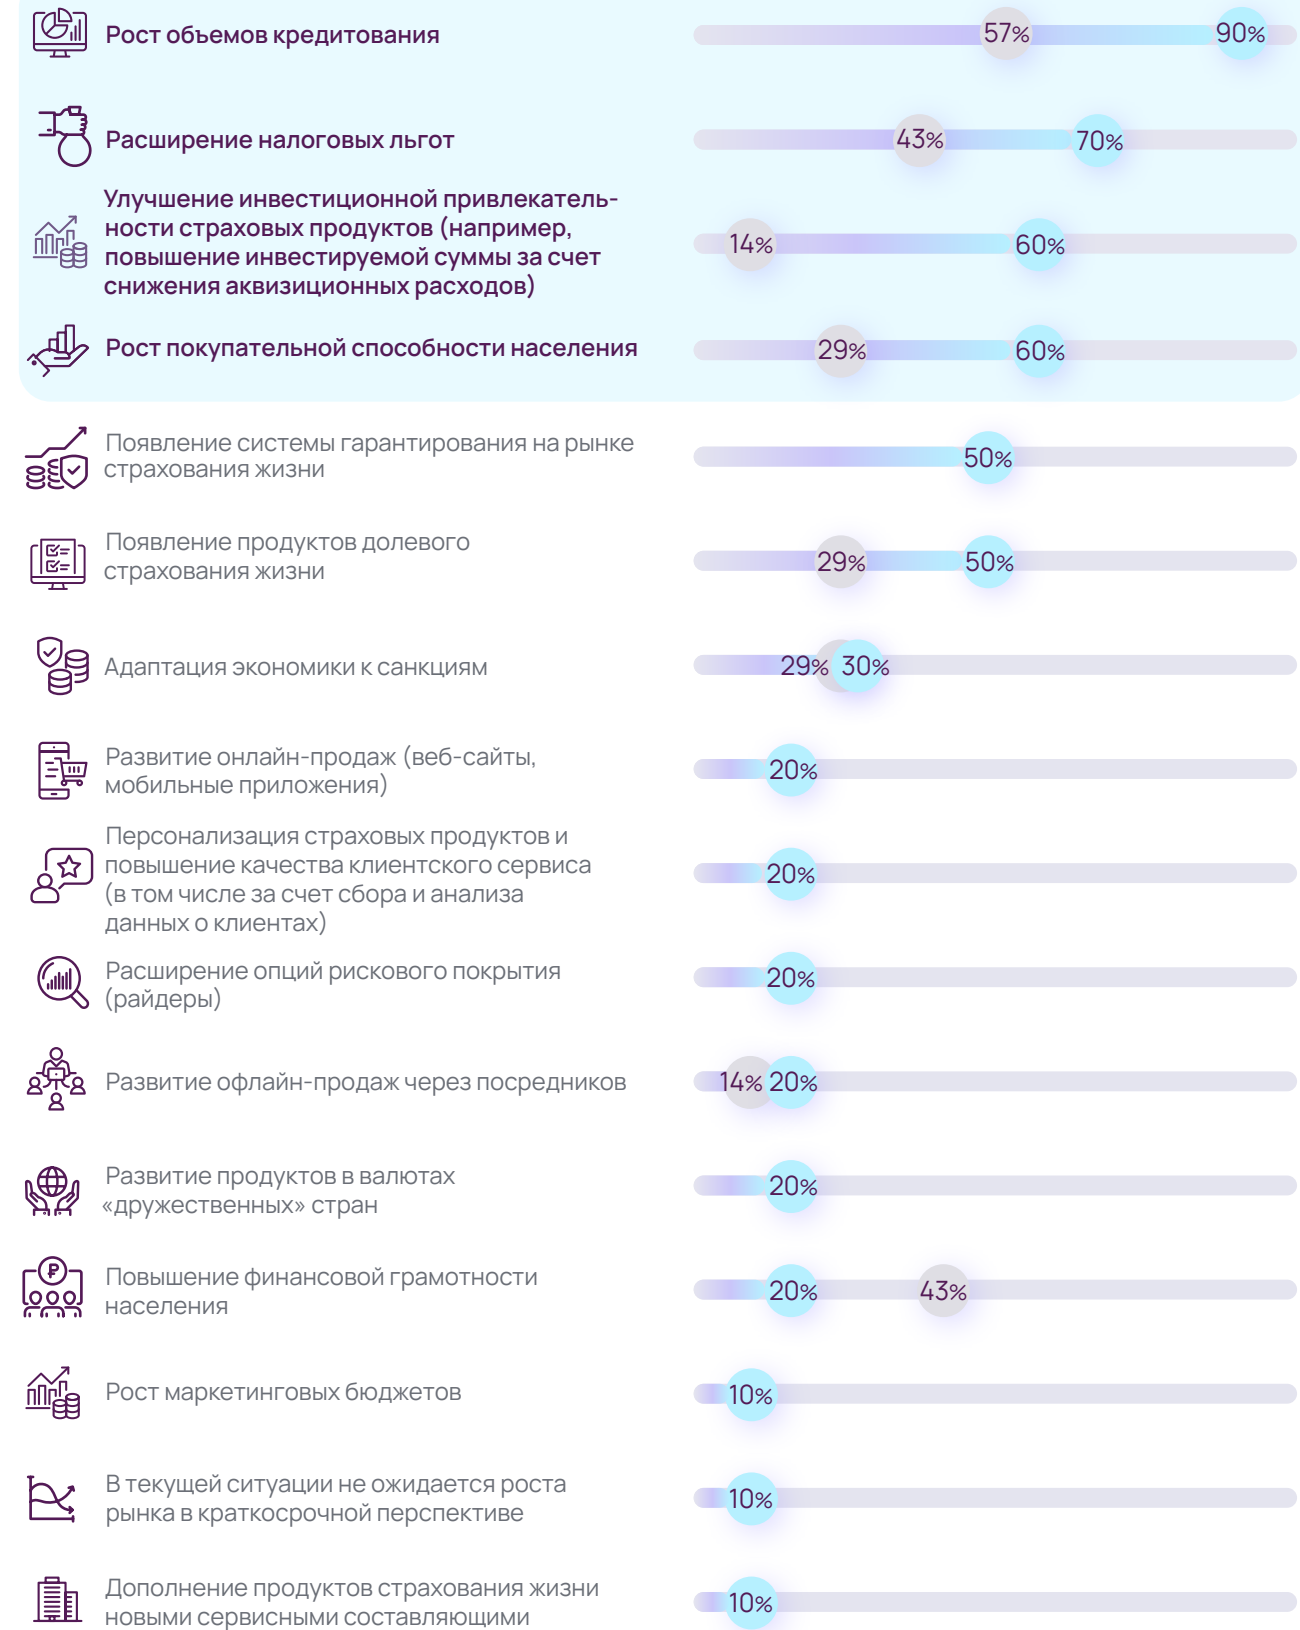 Рост объемов кредитования
57% 90%
Расширение налоговых льгот
43% 70%
Улучшение инвестиционной привлекатель-
ности страховых продуктов (например,
повышение инвестируемой суммы за счет
снижения аквизиционных расходов)
14% 60%
Рост покупательной способности населения
29% 60%
Появление системы гарантирования на рынке
страхования жизни
50%
Появление продуктов долевого
страхования жизни
29% 50%
Адаптация экономики к санкциям
29% 30%
Развитие онлайн-продаж (веб-сайты,
мобильные приложения)
20%
Персонализация страховых продуктов и
повышение качества клиентского сервиса
(в том числе за счет сбора и анализа
данных о клиентах)
20%
Расширение опций рискового покрытия
(райдеры)
20%
Развитие офлайн-продаж через посредников
14% 20%
Развитие продуктов в валютах
«дружественных» стран
20%
₽
Повышение финансовой грамотности
населения
20% 43%
Рост маркетинговых бюджетов
10%
В текущей ситуации не ожидается роста
рынка в краткосрочной перспективе
10%
Дополнение продуктов страхования жизни
новыми сервисными составляющими
10%